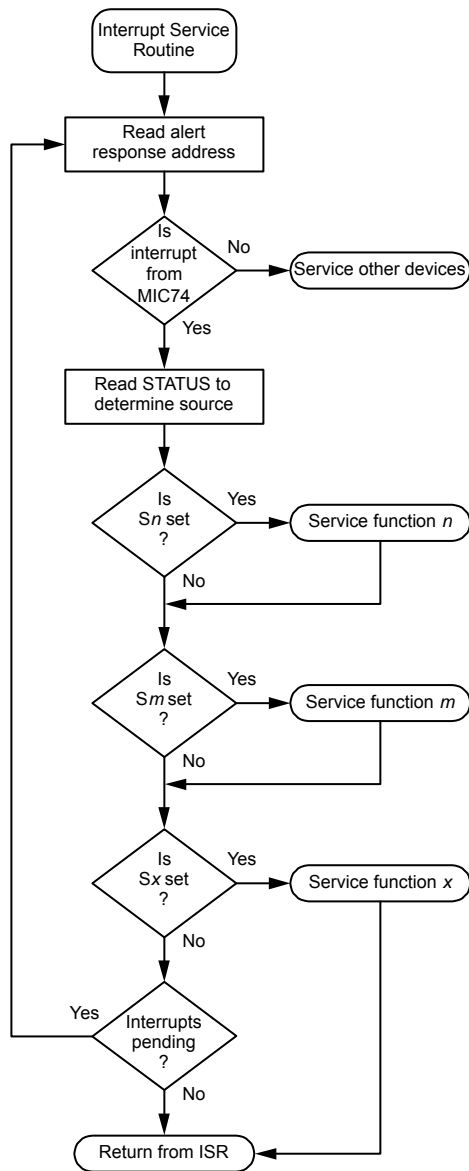 Interrupt Service
Routine
Read alert
response address
Is
interrupt
from
MIC74
No
Service other devices
Yes
Read STATUS to
determine source
Is
Sn set
?
Yes
Service function n
No
Is
Sm set
?
Yes
Service function m
No
Is
Sx set
?
Yes
Service function x
No
Yes
Interrupts
pending
?
No
Return from ISR